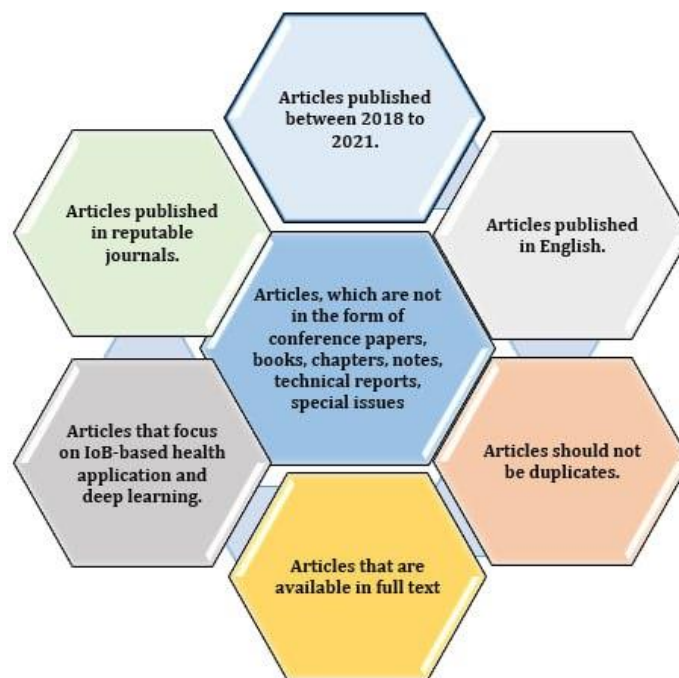 Articles published
between 2018 to
2021.
Articles published
in reputable
journals.
Articles published
in English.
Articles, which are not
in the form of
conference papers,
books, chapters, notes,
technical reports,
special issues
Articles that focus
on IoB-based health
application and
deep learning.
Articles should not
be duplicates.
Articles that are
available in full text